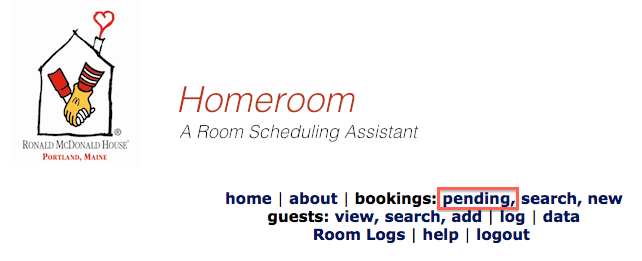 RONALD MCDONALD HOUSE®
PORTLAND, MAINE
Homeroom
A Room Scheduling Assistant
home | about | bookings: pending, search, new
guests: view, search, add | log | data
Room Logs | help | logout